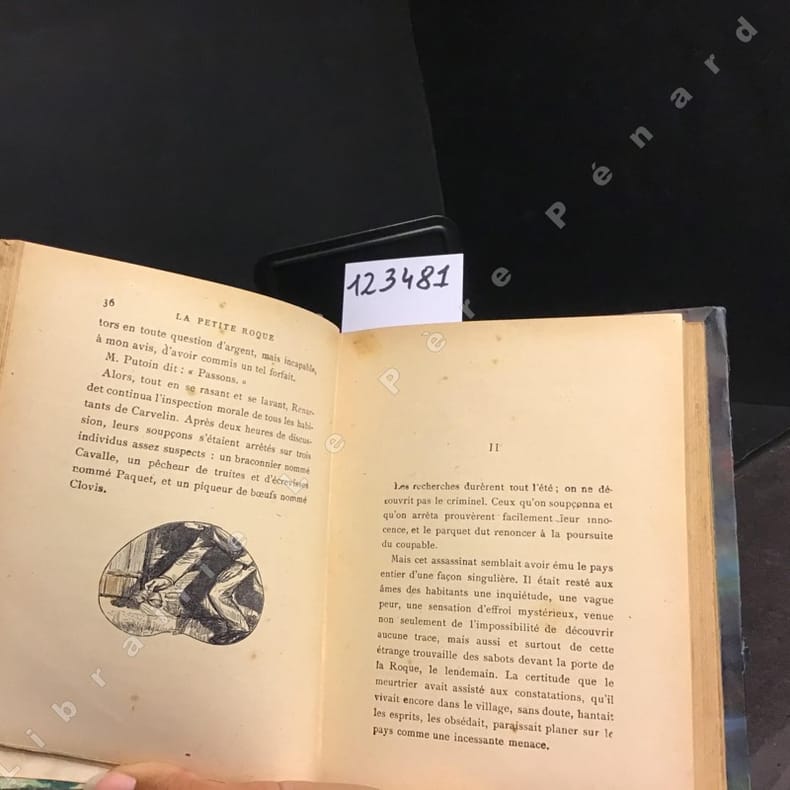 123481
36
LA PETITE ROQUE
tors en toute question d'argent, mais incapable,
à mon avis, d'avoir commis un tel forfait.
M. Putoin dit : « Passons. »
Alors, tout en se rasant et se lavant, Renar-
det continua l'inspection morale de tous les habi-
tants de Carvelin. Après deux heures de discus-
sion, leurs soupçons s'étaient arrêtés sur trois
individus assez suspects : un braconnier nommé
Cavalle, un pêcheur de truites et d'écrevisses
nommé Paquet, et un piqueur de bœufs nommé
Clovis.
II
Les recherches durèrent tout l'été ; on ne dé-
couvrit pas le criminel. Ceux qu'on soupçonna et
qu'on arrêta prouvèrent facilement leur inno-
cence, et le parquet dut renoncer à la poursuite
du coupable.
Mais cet assassinat semblait avoir ému le pays
entier d'une façon singulière. Il était resté aux
âmes des habitants une inquiétude, une vague
peur, une sensation d'effroi mystérieux, venue
non seulement de l'impossibilité de découvrir
aucune trace, mais aussi et surtout de cette
étrange trouvaille des sabots devant la porte de
la Roque, le lendemain. La certitude que le
meurtrier avait assisté aux constatations, qu'il
vivait encore dans le village, sans doute, hantait
les esprits, les obsédait, paraissait planer sur le
pays comme une incessante menace.
Librairie Le Père Pénard